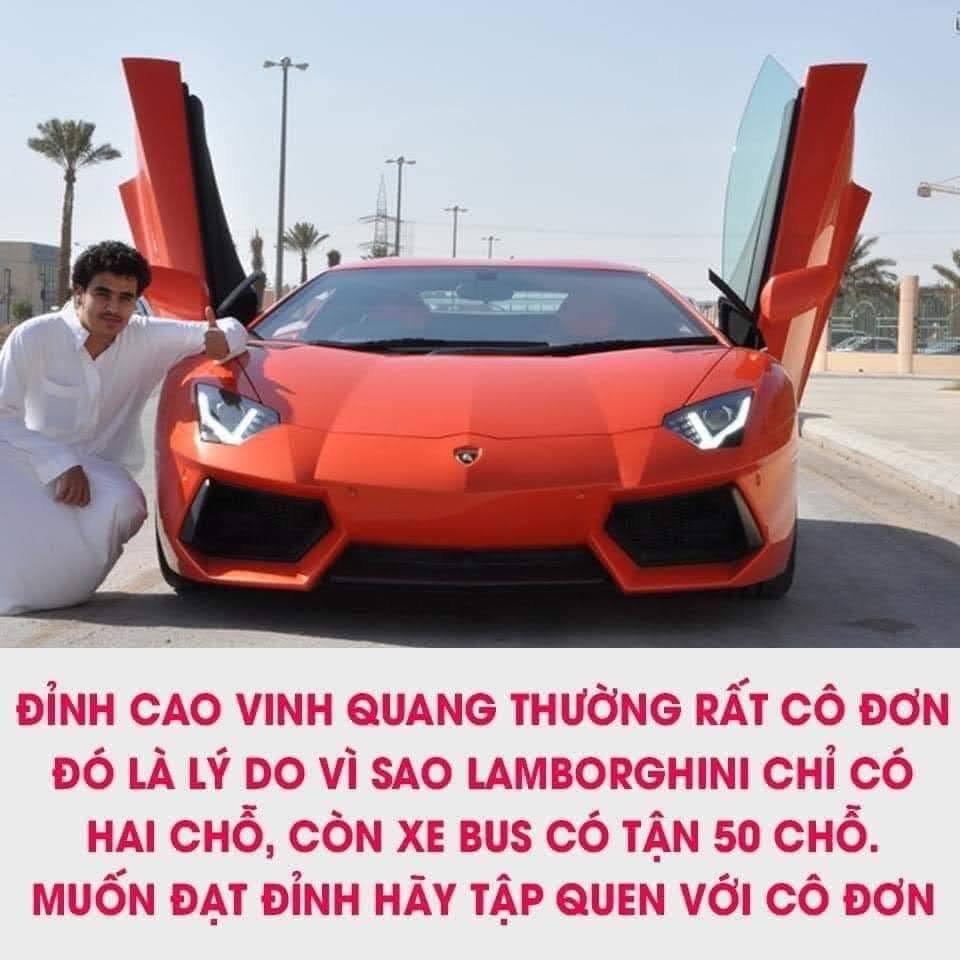 ĐỈNH CAO VINH QUANG THƯỜNG RẤT CÔ ĐƠN
ĐÓ LÀ LÝ DO VÌ SAO LAMBORGHINI CHỈ CÓ
HAI CHỖ, CÒN XE BUS CÓ TẬN 50 CHỖ.
MUỐN ĐẠT ĐỈNH HÃY TẬP QUEN VỚI CÔ ĐƠN